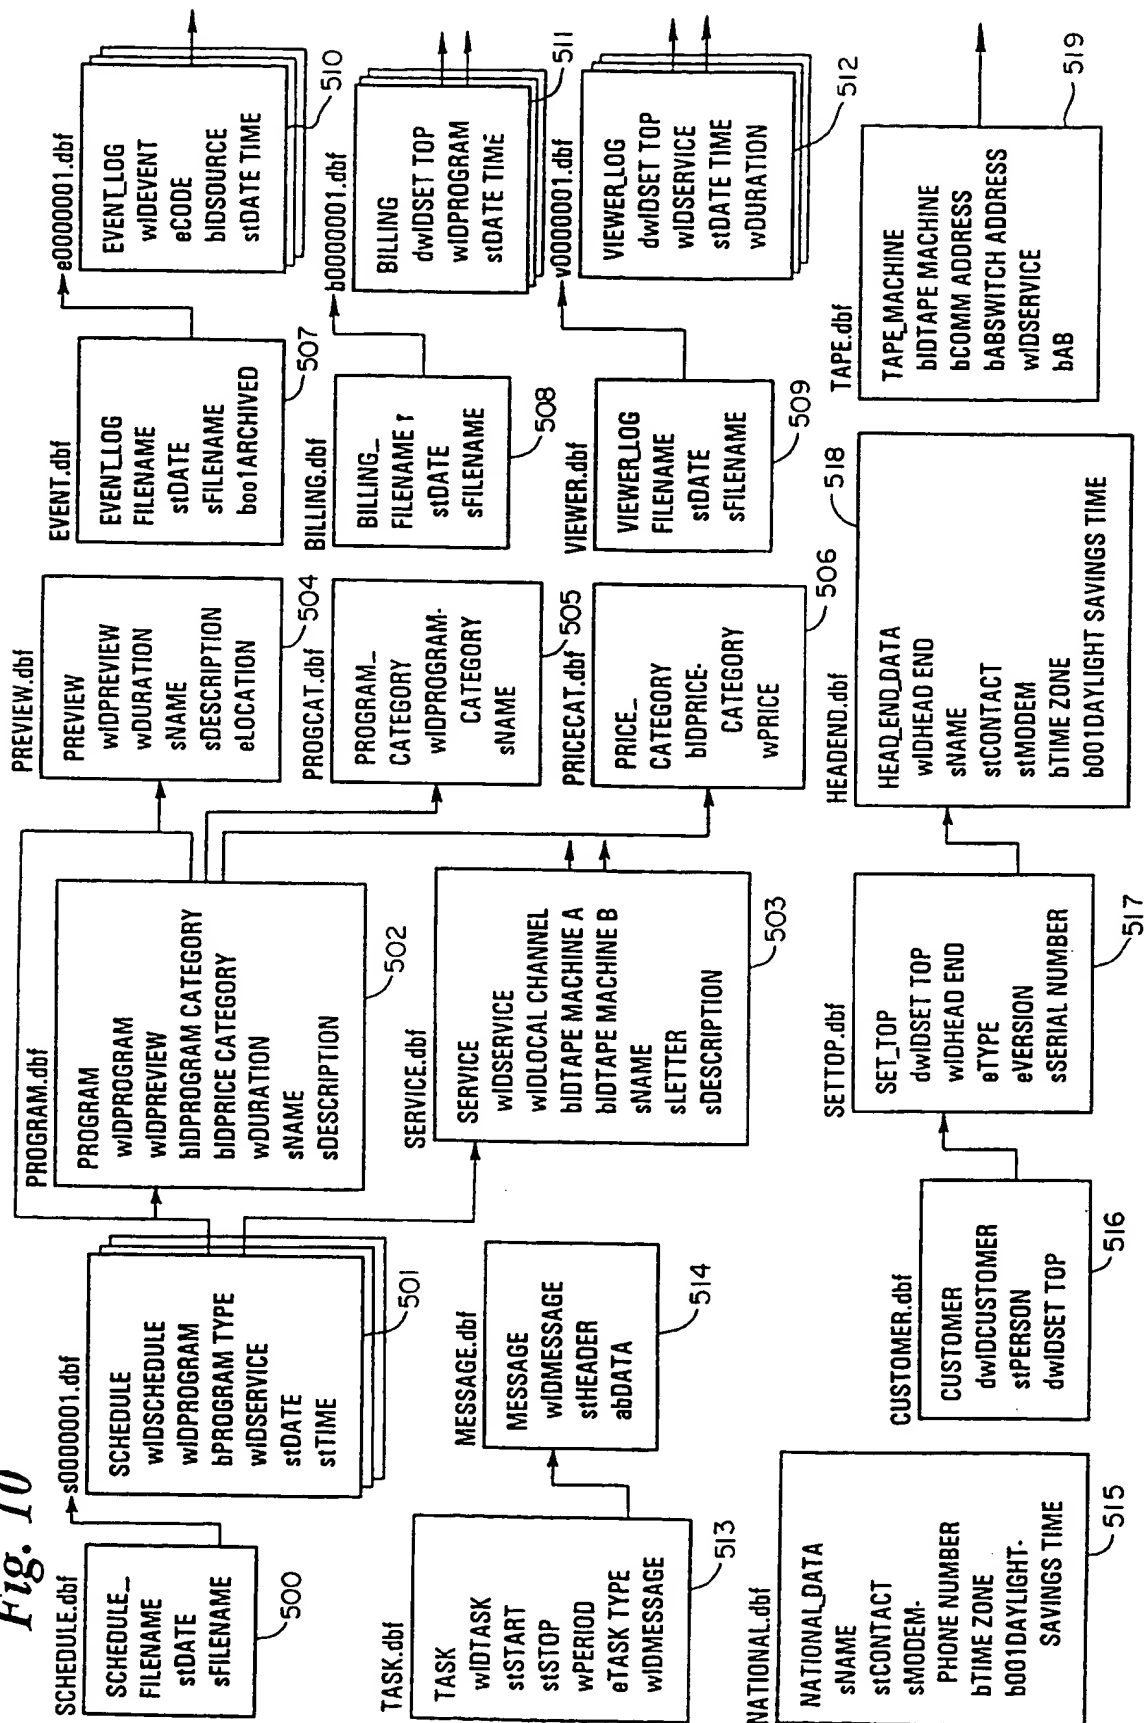 Fig. 10
SCHEDULE.dbf
SCHEDULE_
FILENAME
stDATE
sFILENAME
500
s000001.dbf
SCHEDULE
wIDSCHEDULE
wIDPROGRAM
bPROGRAM TYPE
wIDSERVICE
stDATE
stTIME
501
PROGRAM.dbf
PROGRAM
wIDPROGRAM
wIDPREVIEW
bIDPROGRAM CATEGORY
bIDPRICE CATEGORY
wDURATION
sNAME
sDESCRIPTION
502
SERVICE.dbf
SERVICE
wIDSERVICE
wIDLOCAL CHANNEL
bIDTAPE MACHINE A
bIDTAPE MACHINE B
sNAME
sLETTER
sDESCRIPTION
503
PREVIEW.dbf
PREVIEW
wIDPREVIEW
wDURATION
sNAME
sDESCRIPTION
eLOCATION
504
PROGCAT.dbf
PROGRAM_
CATEGORY
wIDPROGRAM-
CATEGORY
sNAME
505
PRICECAT.dbf
PRICE_
CATEGORY
bIDPRICE-
CATEGORY
wPRICE
506
EVENT.dbf
EVENT_LOG
FILENAME
stDATE
sFILENAME
boo1ARCHIVED
507
BILLING.dbf
BILLING_
FILENAME r
stDATE
sFILENAME
508
VIEWER.dbf
VIEWER_LOG
FILENAME
stDATE
sFILENAME
509
e000001.dbf
EVENT_LOG
wIDEVENT
eCODE
bIDSOURCE
stDATE TIME
510
b000001.dbf
BILLING
dwIDSET TOP
wIDPROGRAM
stDATE TIME
511
v000001.dbf
VIEWER_LOG
dwIDSET TOP
wIDSERVICE
stDATE TIME
wDURATION
512
TASK.dbf
TASK
wIDTASK
stSTART
stSTOP
wPERIOD
eTASK TYPE
wIDMESSAGE
513
MESSAGE.dbf
MESSAGE
wIDMESSAGE
stHEADER
abDATA
514
NATIONAL.dbf
NATIONAL_DATA
sNAME
stCONTACT
sMODEM-
PHONE NUMBER
bTIME ZONE
b001DAYLIGHT-
SAVINGS TIME
515
CUSTOMER.dbf
CUSTOMER
dwIDCUSTOMER
stPERSON
dwIDSET TOP
516
SETTOP.dbf
SET_TOP
dwIDSET TOP
wIDHEAD END
eTYPE
eVERSION
sSERIAL NUMBER
517
HEADEND.dbf
HEAD_END_DATA
wIDHEAD END
sNAME
stCONTACT
stMODEM
bTIME ZONE
b001DAYLIGHT SAVINGS TIME
518
TAPE.dbf
TAPE_MACHINE
bIDTAPE MACHINE
bCOMM ADDRESS
bABSWITCH ADDRESS
wIDSERVICE
bAB
519